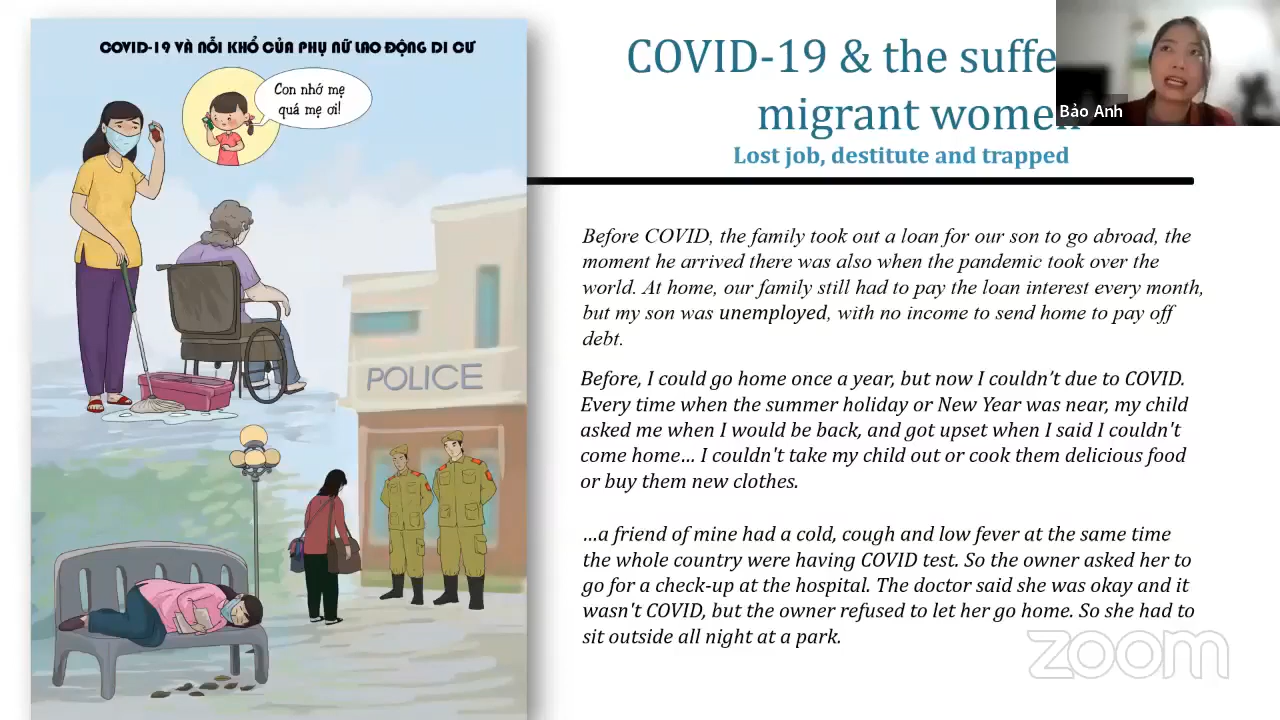 COVID-19 VÀ NỖI KHỔ CỦA PHỤ NỮ LAO ĐỘNG DI CƯ
Con nhớ mẹ
quá mẹ ơi!
POLICE
COVID-19 & the suffe
migrant women
Lost job, destitute and trapped
Bảo Anh
Before COVID, the family took out a loan for our son to go abroad, the
moment he arrived there was also when the pandemic took over the
world. At home, our family still had to pay the loan interest every month,
but my son was unemployed, with no income to send home to pay off
debt.
Before, I could go home once a year, but now I couldn't due to COVID.
Every time when the summer holiday or New Year was near, my child
asked me when I would be back, and got upset when I said I couldn't
come home... I couldn't take my child out or cook them delicious food
or buy them new clothes.
...a friend of mine had a cold, cough and low fever at the same time
the whole country were having COVID test. So the owner asked her to
go for a check-up at the hospital. The doctor said she was okay and it
wasn't COVID, but the owner refused to let her go home. So she had to
sit outside all night at a park.
zoom